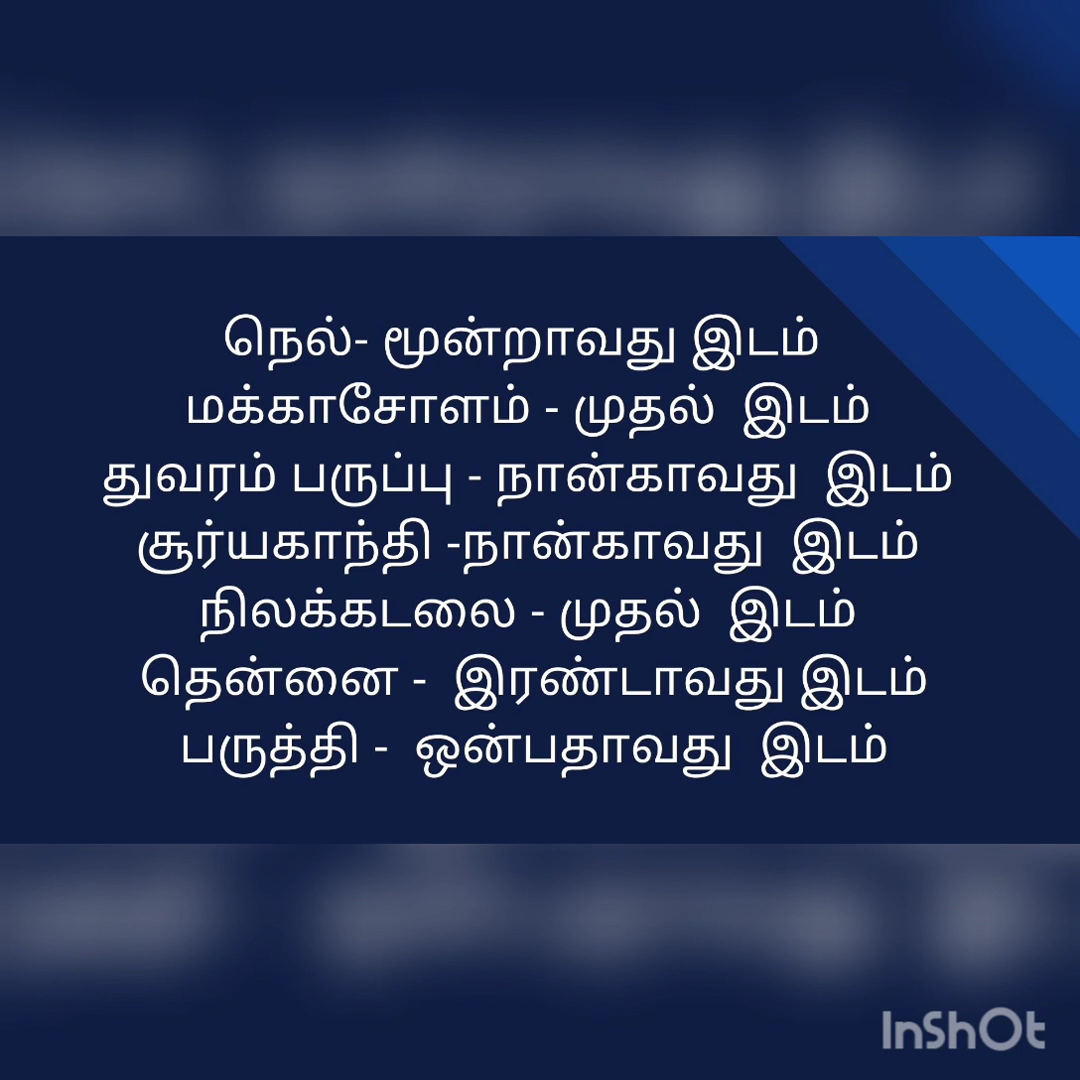 நெல்- மூன்றாவது இடம்
மக்காசோளம் - முதல் இடம்
துவரம் பருப்பு - நான்காவது இடம்
சூர்யகாந்தி -நான்காவது இடம்
நிலக்கடலை - முதல் இடம்
தென்னை - இரண்டாவது இடம்
பருத்தி - ஒன்பதாவது இடம்
InShOt